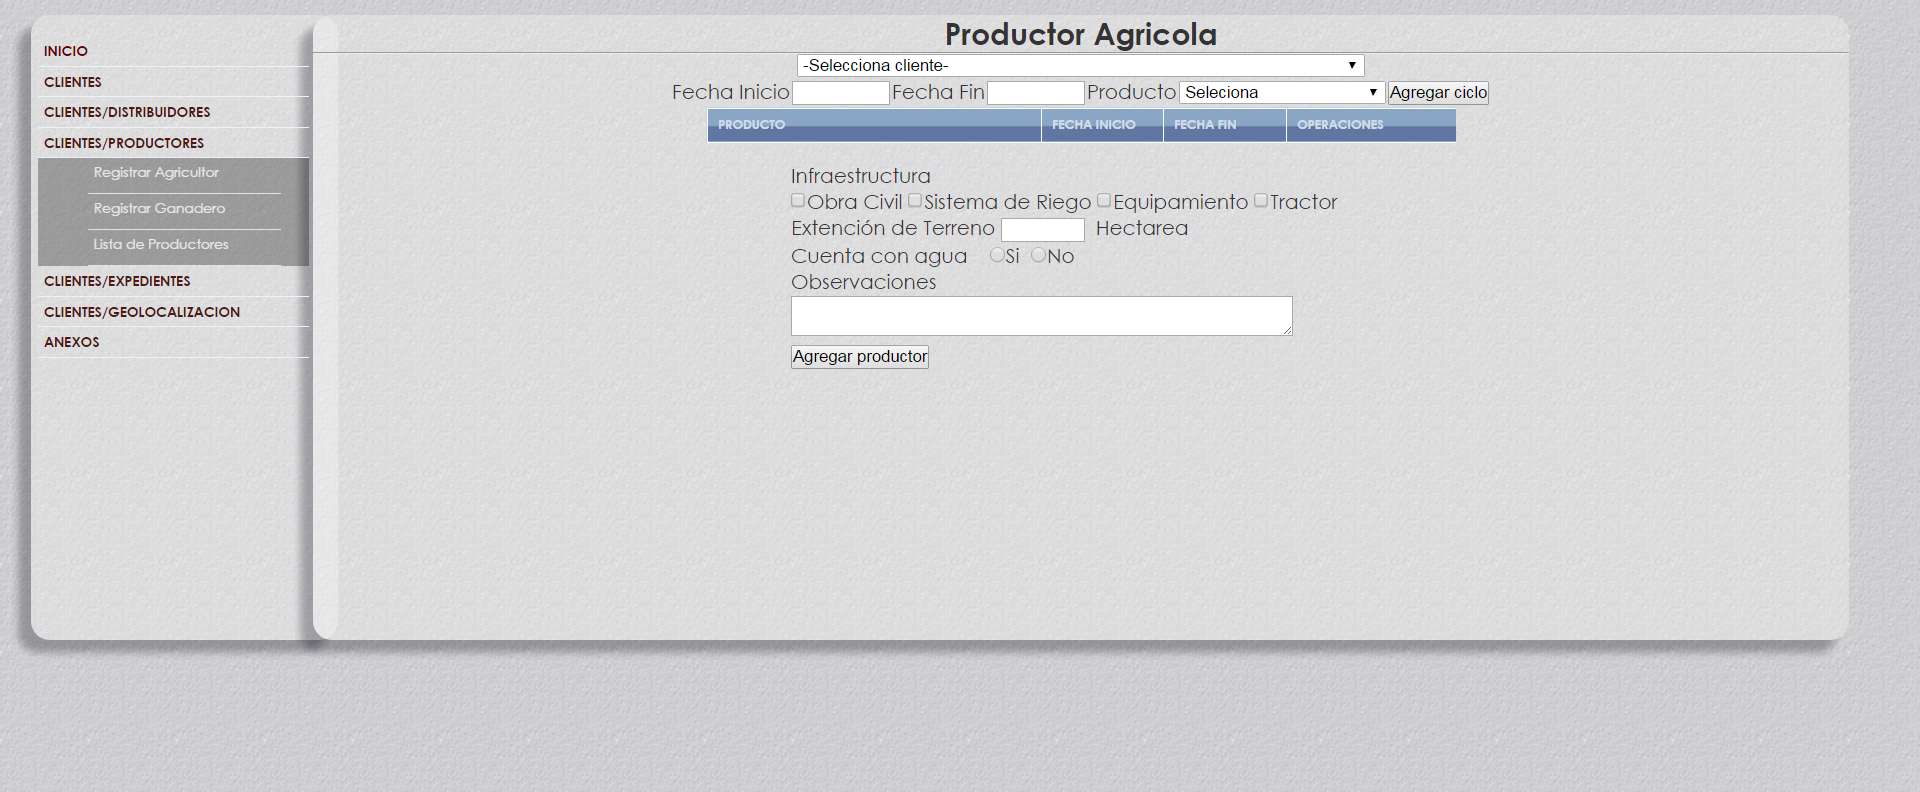 INICIO
CLIENTES
CLIENTES/DISTRIBUIDORES
CLIENTES/PRODUCTORES
Registrar Agricultor
Registrar Ganadero
Lista de Productores
CLIENTES/EXPEDIENTES
CLIENTES/GEOLOCALIZACION
ANEXOS
Productor Agricola
-Selecciona cliente-
Fecha Inicio Fecha Fin Producto Seleciona Agregar ciclo
PRODUCTO FECHA INICIO FECHA FIN OPERACIONES
Infraestructura
Obra Civil Sistema de Riego Equipamiento Tractor
Extención de Terreno Hectarea
Cuenta con agua Si No
Observaciones
Agregar productor